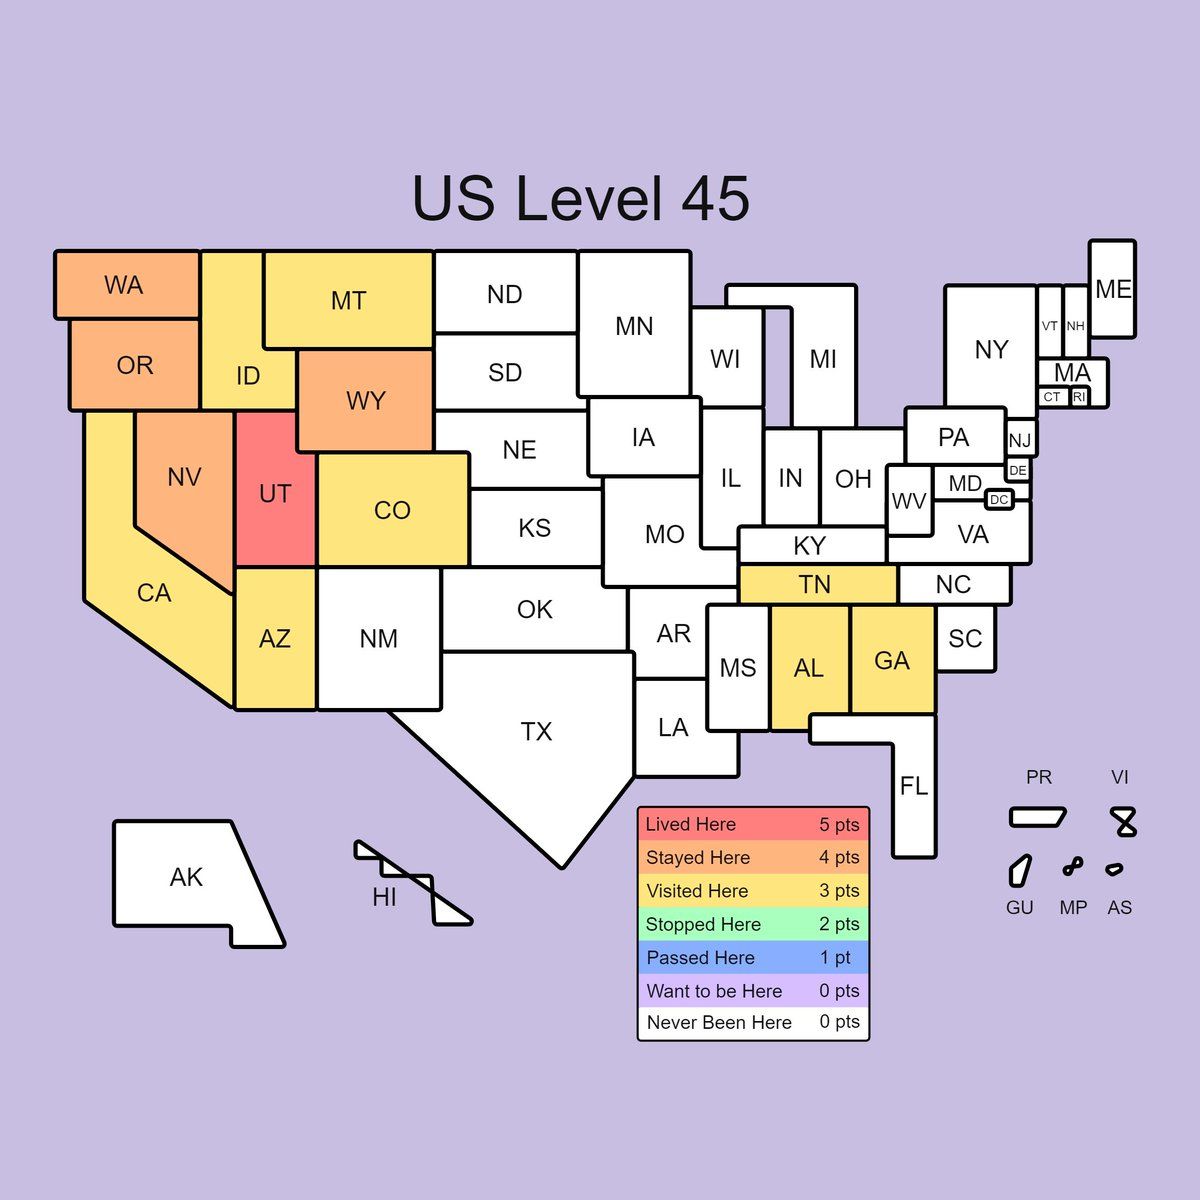 US Level 45
WA
MT
ND
MN
ME
OR
ID
WY
SD
WI
MI
NY
VT
NH
MA
CT
RI
NV
UT
CO
NE
IA
IL
IN
OH
PA
NJ
DE
MD
DC
WV
VA
KS
MO
KY
CA
AZ
NM
OK
AR
TN
NC
SC
MS
AL
GA
TX
LA
FL
AK
HI
PR
VI
GU
MP
AS
Lived Here 5 pts
Stayed Here 4 pts
Visited Here 3 pts
Stopped Here 2 pts
Passed Here 1 pt
Want to be Here 0 pts
Never Been Here 0 pts